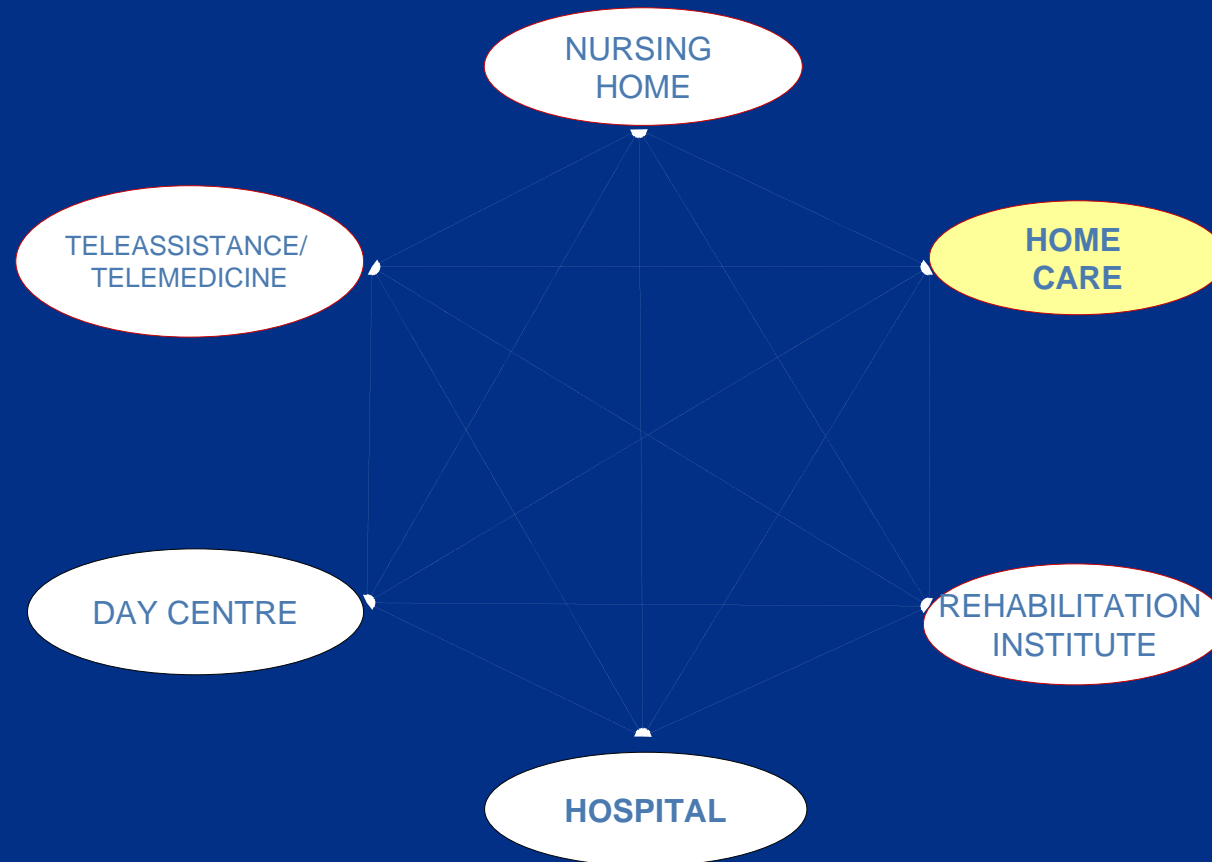 NURSING
HOME
TELEASSISTANCE/
TELEMEDICINE
HOME
CARE
DAY CENTRE
REHABILITATION
INSTITUTE
HOSPITAL